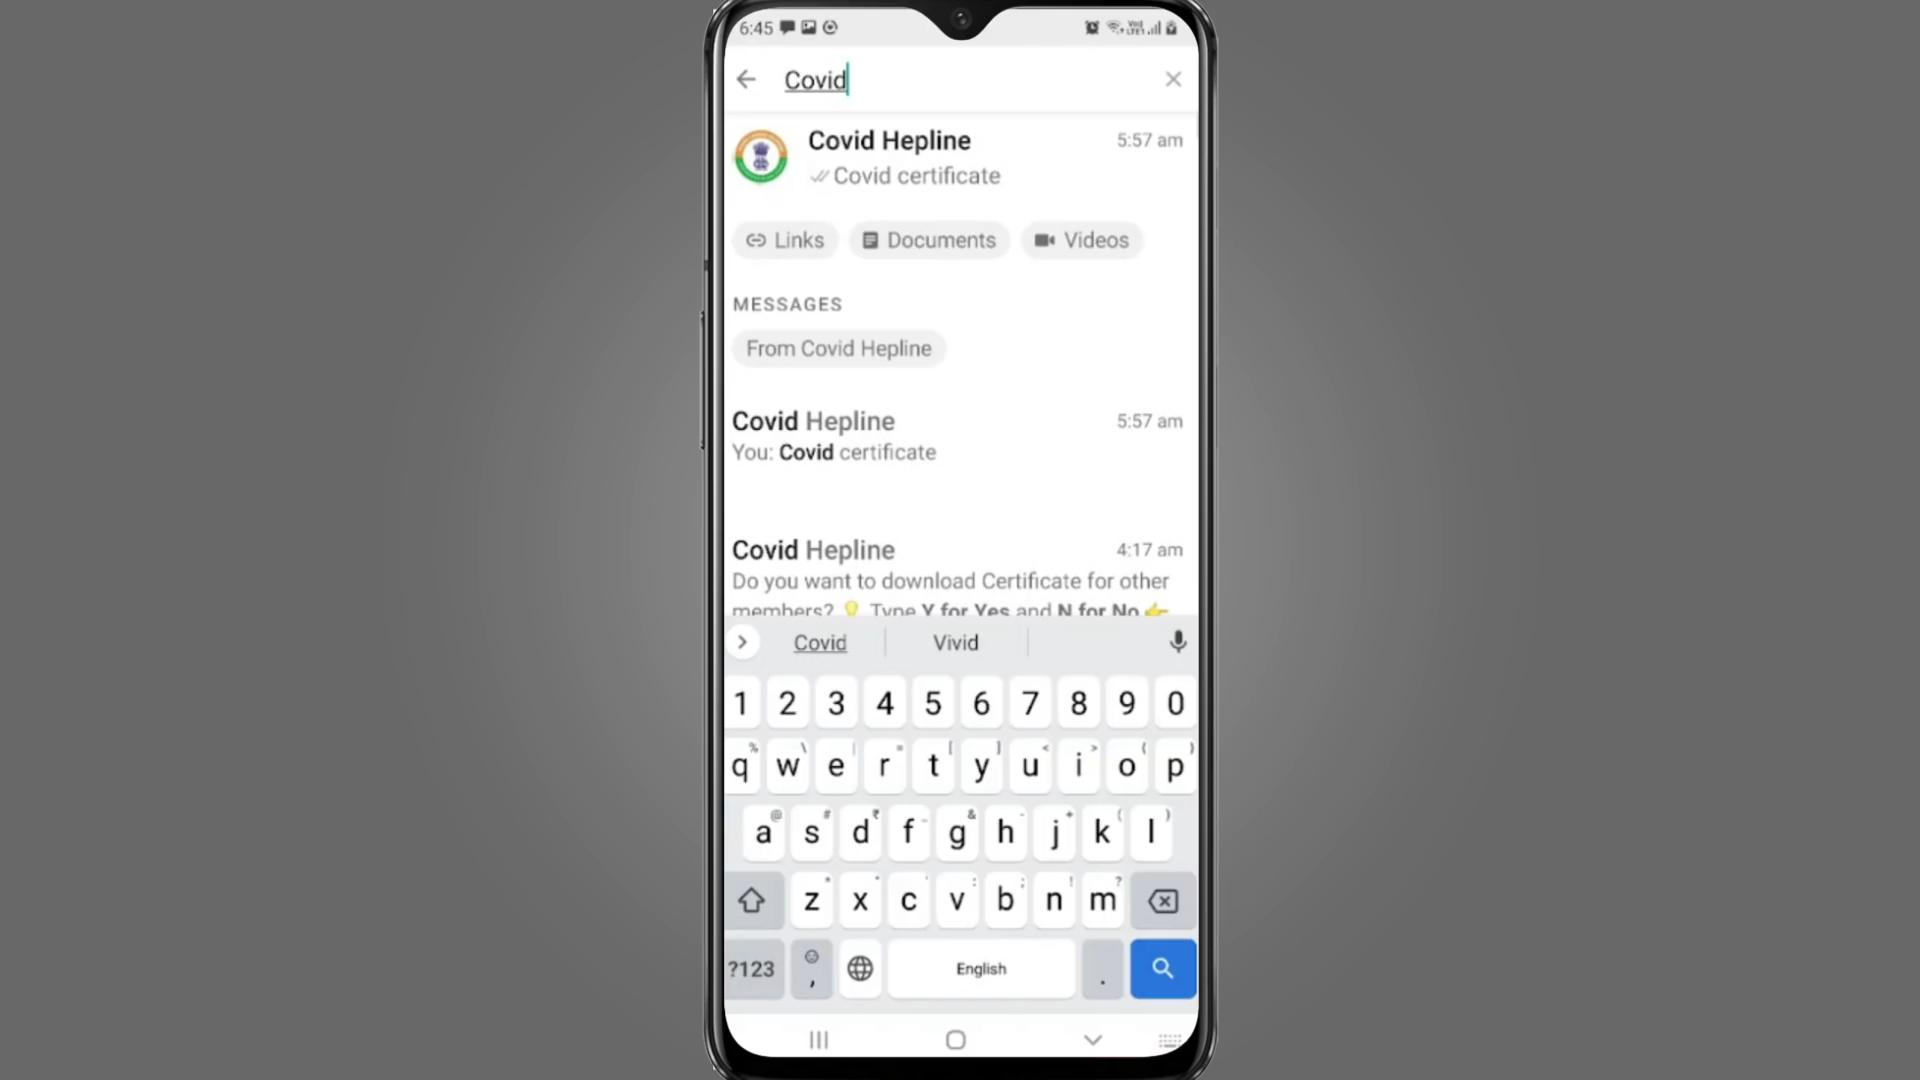 6:45
Covid
Covid Hepline 5:57 am
Covid certificate
Links Documents Videos
MESSAGES
From Covid Hepline
Covid Hepline 5:57 am
You: Covid certificate
Covid Hepline 4:17 am
Do you want to download Certificate for other
members? 💡 Type Y for Yes and N for No 👉
Covid Vivid
1 2 3 4 5 6 7 8 9 0
q w e r t y u i o p
a s d f g h j k l
z x c v b n m
?123 , English .